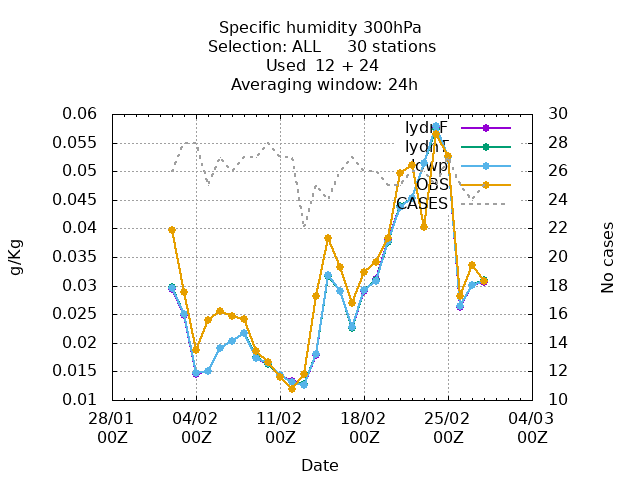 Specific humidity 300hPa
Selection: ALL     30 stations
Used  12 + 24
Averaging window: 24h
0.06
0.055
0.05
0.045
0.04
0.035
0.03
0.025
0.02
0.015
0.01
30
28
26
24
22
20
18
16
14
12
10
g/Kg
No cases
OBS
CASES
28/01 04/02 11/02 18/02 25/02 04/03
00Z 00Z 00Z 00Z 00Z 00Z
Date